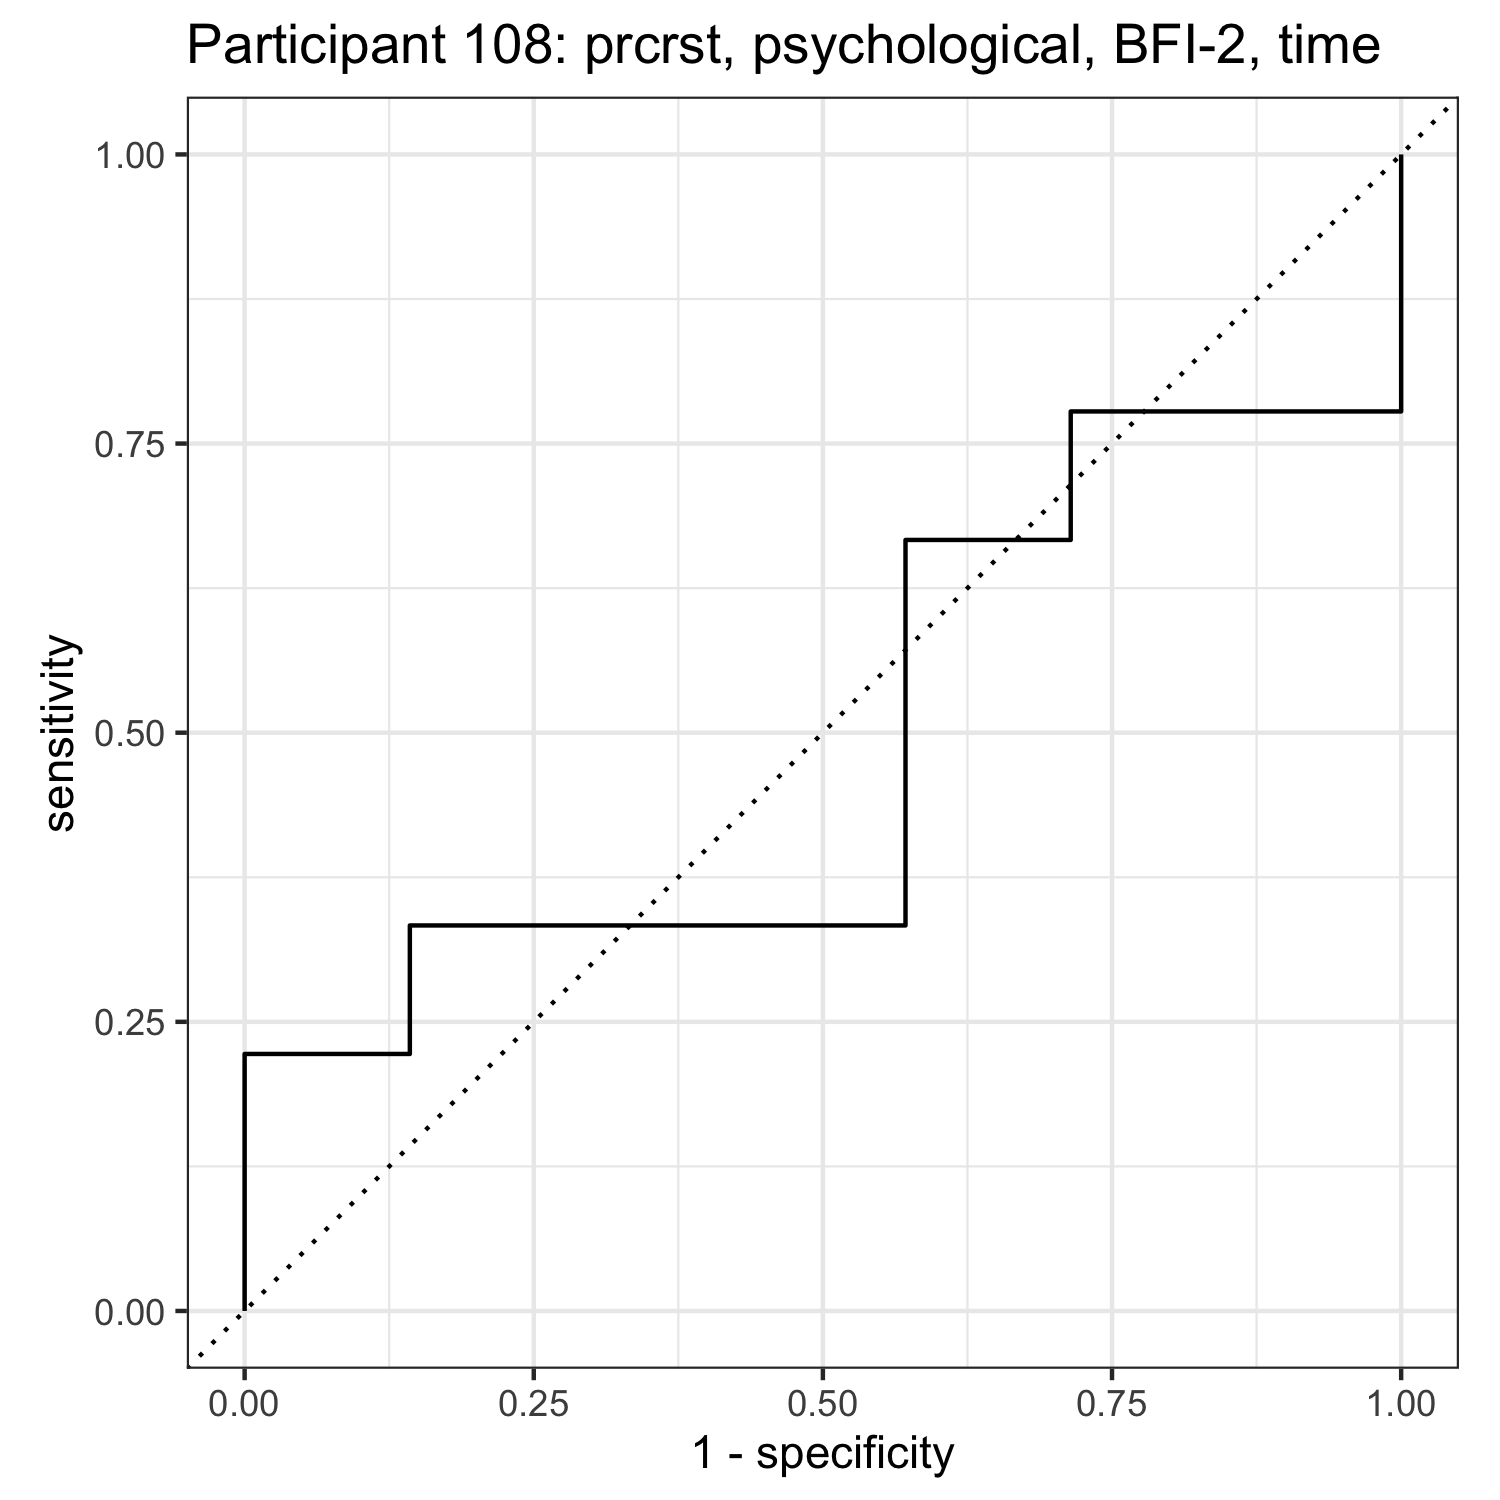 Participant 108: prcrst, psychological, BFI-2, time
sensitivity
1.00
0.75
0.50
0.25
0.00
0.00 0.25 0.50 0.75 1.00
1 - specificity